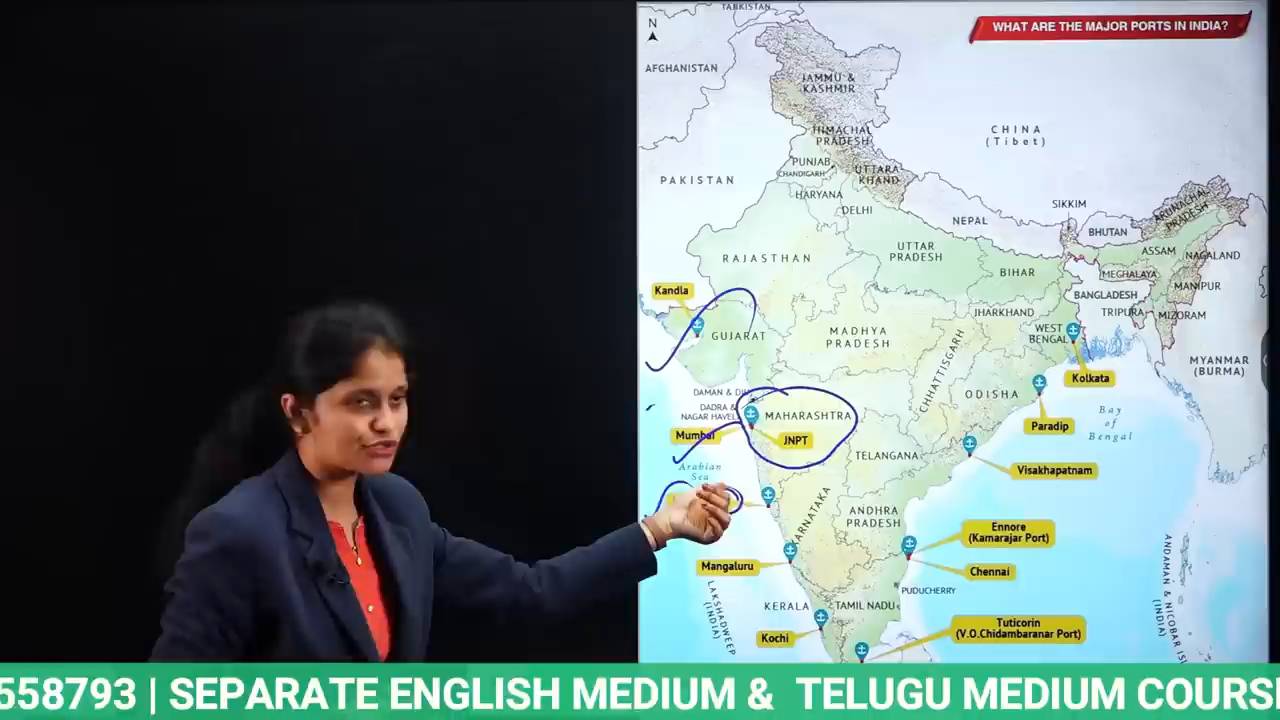 TAJIKISTAN
N
WHAT ARE THE MAJOR PORTS IN INDIA?
AFGHANISTAN
JAMMU &
KASHMIR
CHINA
(Tibet)
HIMACHAL
PRADESH
PUNJAB
CHANDIGARH
UTTARA
KHAND
PAKISTAN
HARYANA
DELHI
SIKKIM
NEPAL
BHUTAN
ARUNACHAL
PRADESH
RAJASTHAN
UTTAR
PRADESH
BIHAR
ASSAM
NAGALAND
MEGHALAYA
MANIPUR
BANGLADESH
TRIPURA
MIZORAM
Kandla
GUJARAT
MADHYA
PRADESH
JHARKHAND
WEST
BENGAL
CHHATTISGARH
MYANMAR
(BURMA)
Kolkata
DAMAN & DIU
DADRA &
NAGAR HAVELI
MAHARASHTRA
ODISHA
Paradip
Bay
of
Bengal
Mumbai
JNPT
TELANGANA
Visakhapatnam
Arabian
Sea
KARNATAKA
ANDHRA
PRADESH
Ennore
(Kamarajar Port)
Chennai
Mangaluru
PUDUCHERRY
LAKSHADWEEP
(INDIA)
KERALA
TAMIL NADU
Kochi
Tuticorin
(V.O.Chidambaranar Port)
ANDAMAN & NICOBAR ISL
(INDIA)
558793 | SEPARATE ENGLISH MEDIUM & TELUGU MEDIUM COURS